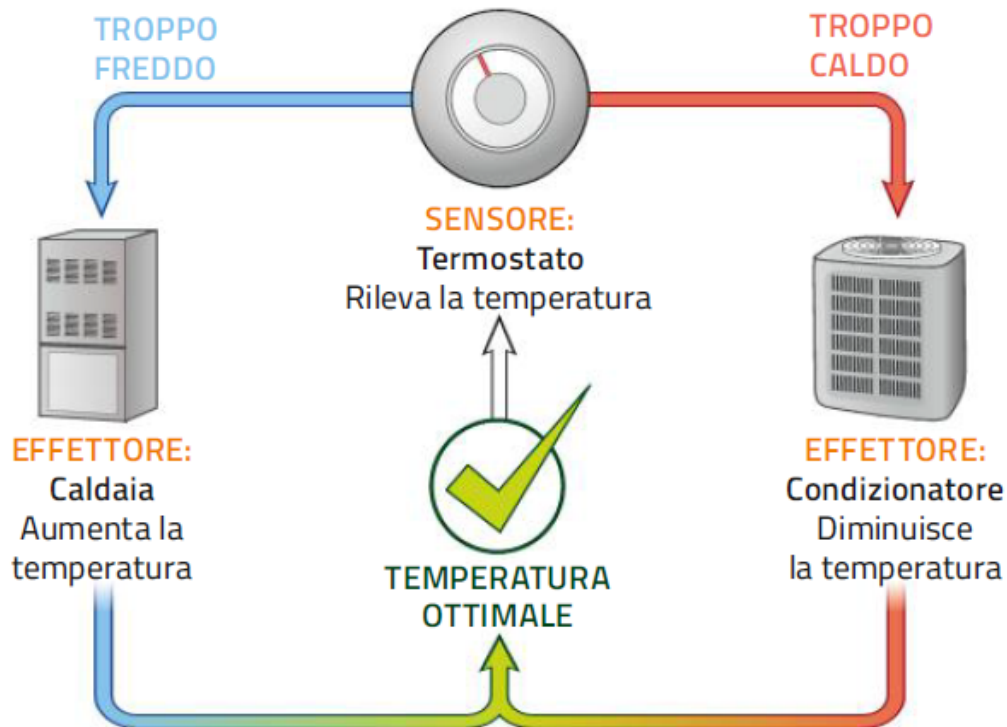 TROPPO
FREDDO
TROPPO
CALDO
SENSORE:
Termostato
Rileva la temperatura
EFFETTORE:
Caldaia
Aumenta la
temperatura
EFFETTORE:
Condizionatore
Diminuisce
la temperatura
TEMPERATURA
OTTIMALE